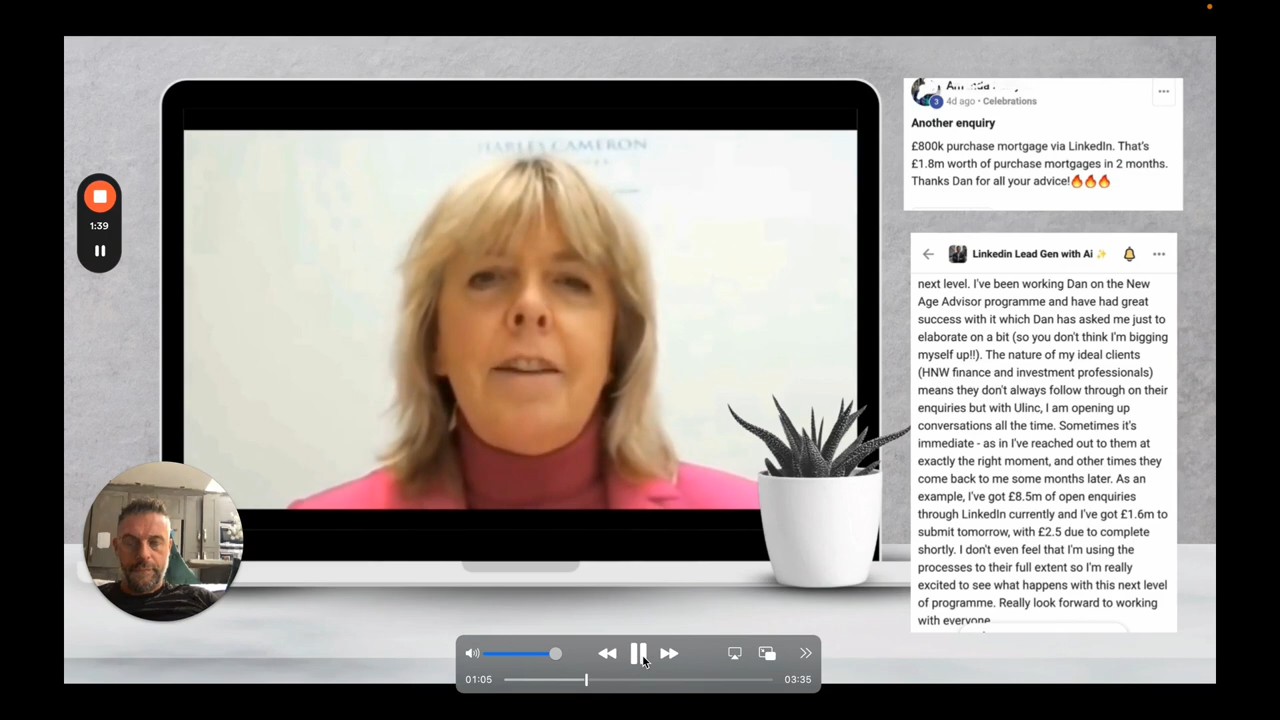 HARLEY CAMERON
4d ago • Celebrations
3
Another enquiry
£800k purchase mortgage via LinkedIn. That's
£1.8m worth of purchase mortgages in 2 months.
Thanks Dan for all your advice!🔥🔥🔥
1:39
Linkedin Lead Gen with Ai ✨
next level. I've been working Dan on the New
Age Advisor programme and have had great
success with it which Dan has asked me just to
elaborate on a bit (so you don't think I'm bigging
myself up!!). The nature of my ideal clients
(HNW finance and investment professionals)
means they don't always follow through on their
enquiries but with Ulinc, I am opening up
conversations all the time. Sometimes it's
immediate - as in I've reached out to them at
exactly the right moment, and other times they
come back to me some months later. As an
example, I've got £8.5m of open enquiries
through LinkedIn currently and I've got £1.6m to
submit tomorrow, with £2.5 due to complete
shortly. I don't even feel that I'm using the
processes to their full extent so I'm really
excited to see what happens with this next level
of programme. Really look forward to working
with everyone
01:05
03:35